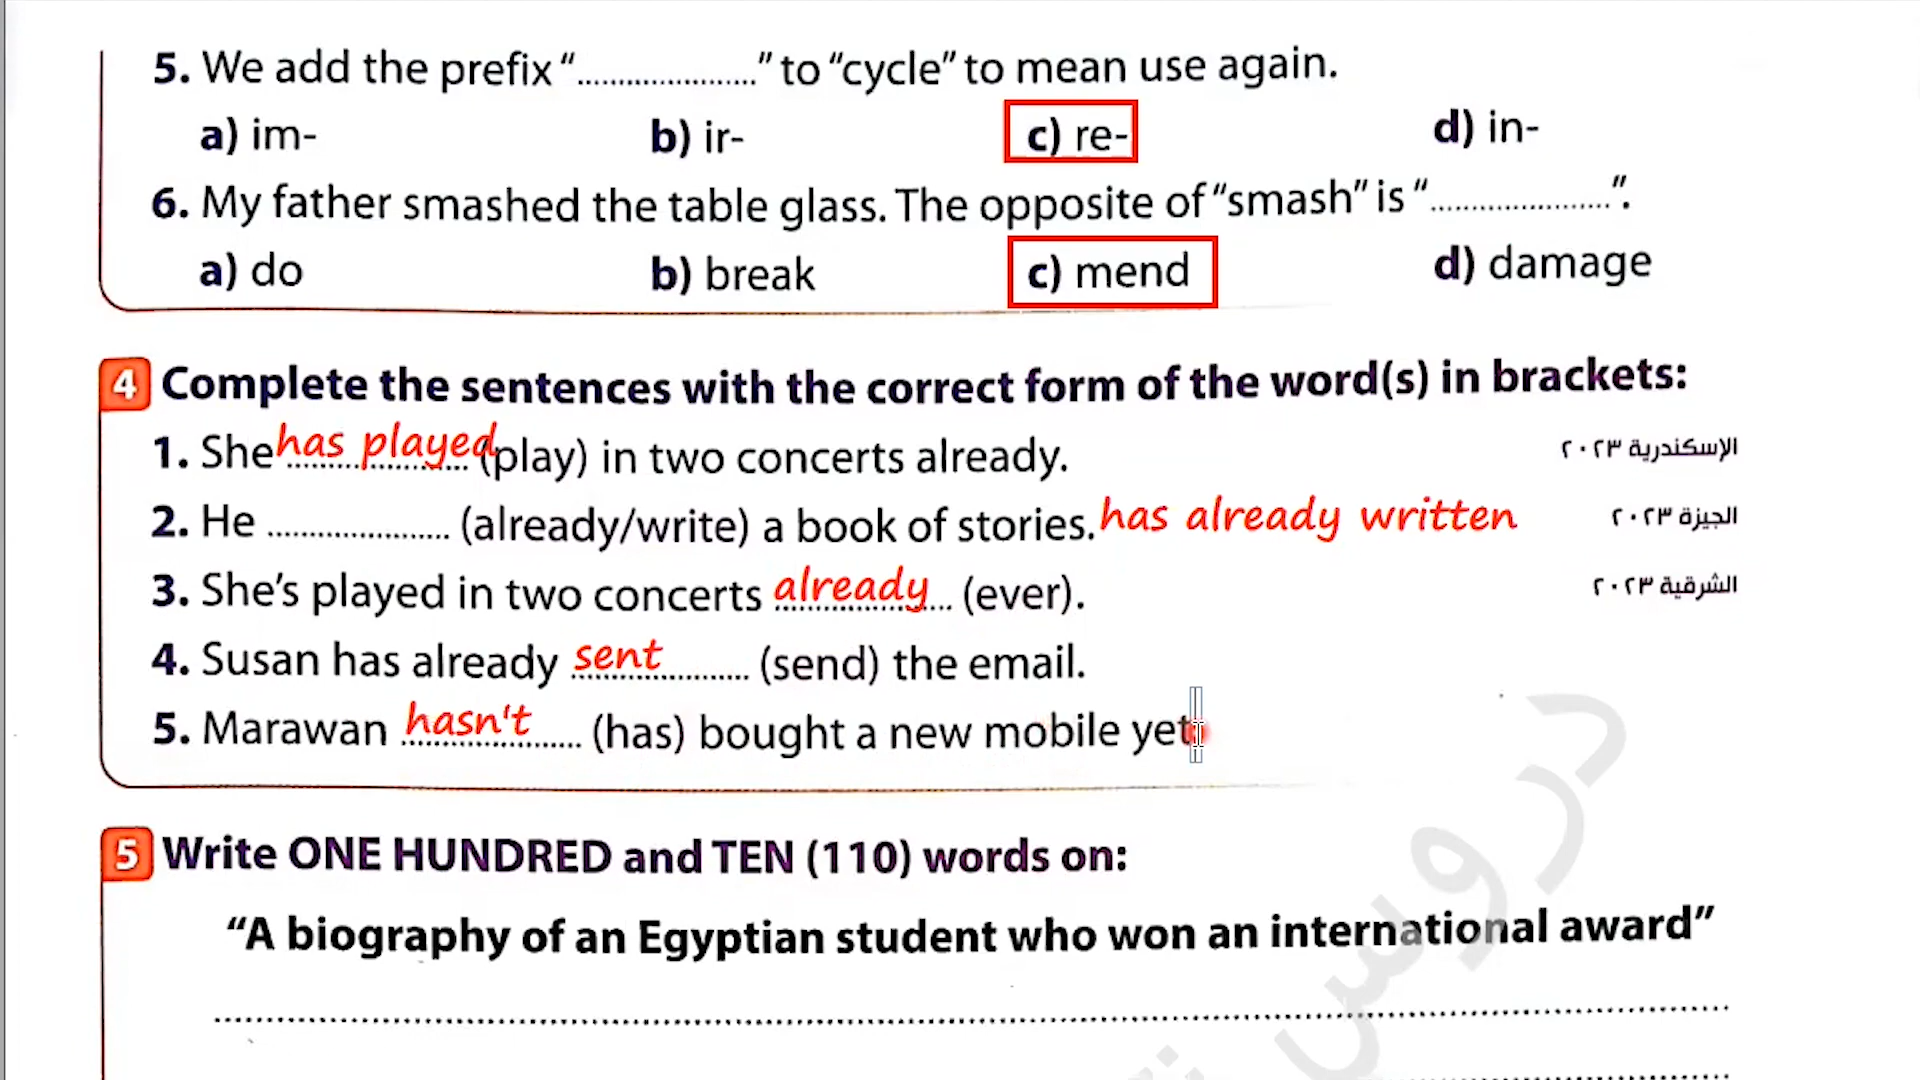 5. We add the prefix “....................” to “cycle” to mean use again.
a) im- b) ir- c) re- d) in-
6. My father smashed the table glass. The opposite of “smash” is “....................”.
a) do b) break c) mend d) damage
4 Complete the sentences with the correct form of the word(s) in brackets:
1. She has played (play) in two concerts already. الإسكندرية ٢٠٢٣
2. He .................... (already/write) a book of stories. has already written الجيزة ٢٠٢٣
3. She’s played in two concerts already (ever). الشرقية ٢٠٢٣
4. Susan has already sent (send) the email.
5. Marawan hasn't (has) bought a new mobile yet
5 Write ONE HUNDRED and TEN (110) words on:
“A biography of an Egyptian student who won an international award”
دروس